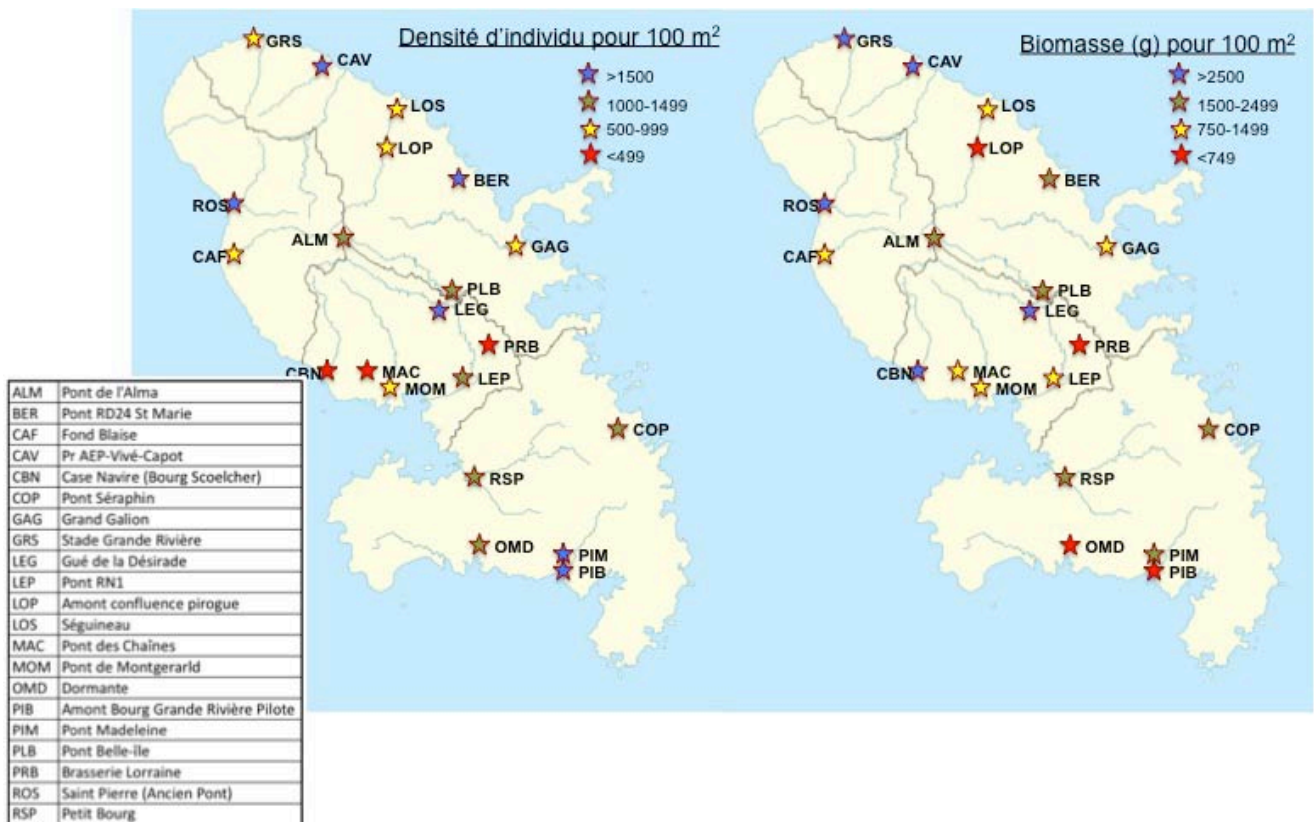 Densité d'individu pour 100 m²
>1500
1000-1499
500-999
<499
GRS
CAV
LOS
LOP
BER
ROS
ALM
GAG
CAF
PLB
LEG
PRB
CBN
MAC
LEP
MOM
COP
RSP
OMD
PIM
PIB
Biomasse (g) pour 100 m²
>2500
1500-2499
750-1499
<749
GRS
CAV
LOS
LOP
BER
ROS
ALM
GAG
CAF
PLB
LEG
PRB
CBN
MAC
LEP
MOM
COP
RSP
OMD
PIM
PIB
ALM Pont de l'Alma
BER Pont RD24 St Marie
CAF Fond Blaise
CAV Pr AEP-Vivé-Capot
CBN Case Navire (Bourg Scoelcher)
COP Pont Séraphin
GAG Grand Galion
GRS Stade Grande Rivière
LEG Gué de la Désirade
LEP Pont RN1
LOP Amont confluence pirogue
LOS Séguineau
MAC Pont des Chaînes
MOM Pont de Montgerarld
OMD Dormante
PIB Amont Bourg Grande Rivière Pilote
PIM Pont Madeleine
PLB Pont Belle-île
PRB Brasserie Lorraine
ROS Saint Pierre (Ancien Pont)
RSP Petit Bourg